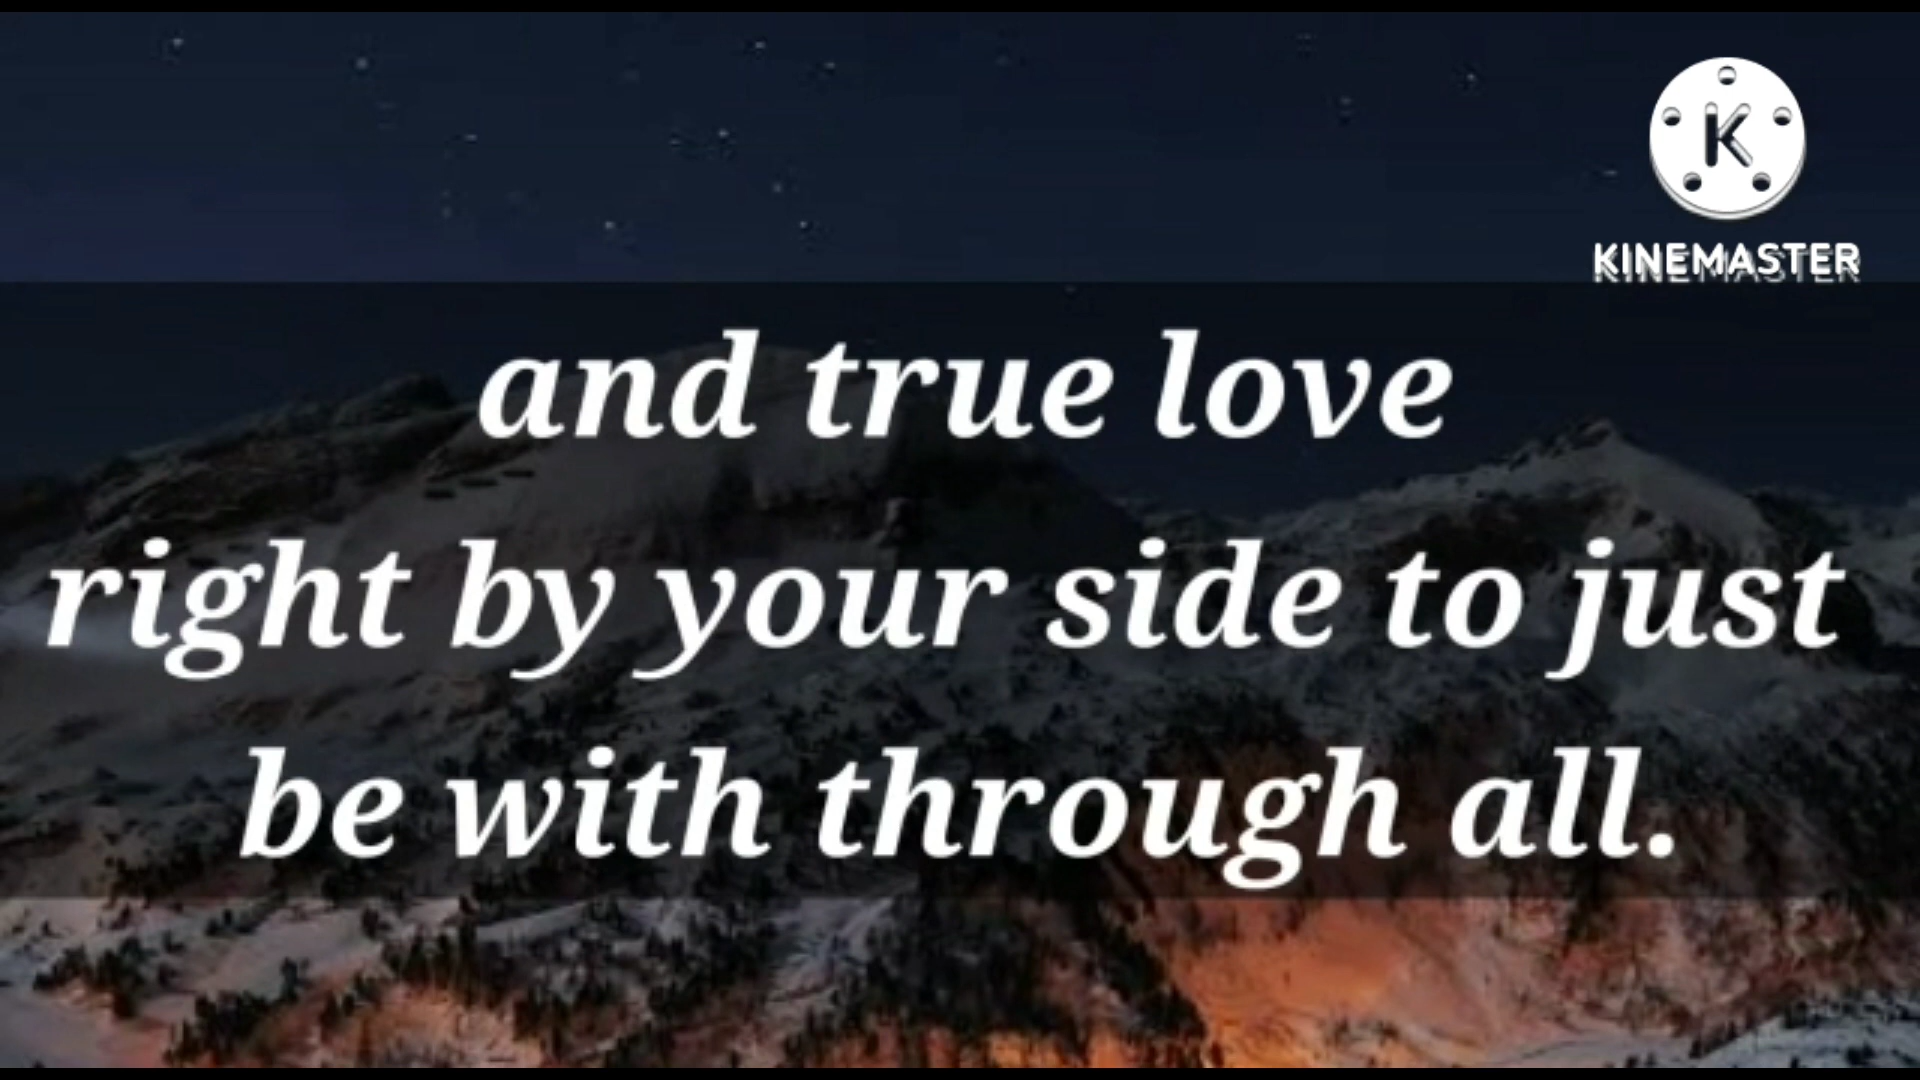 K
KINEMASTER
and true love
right by your side to just
be with through all.